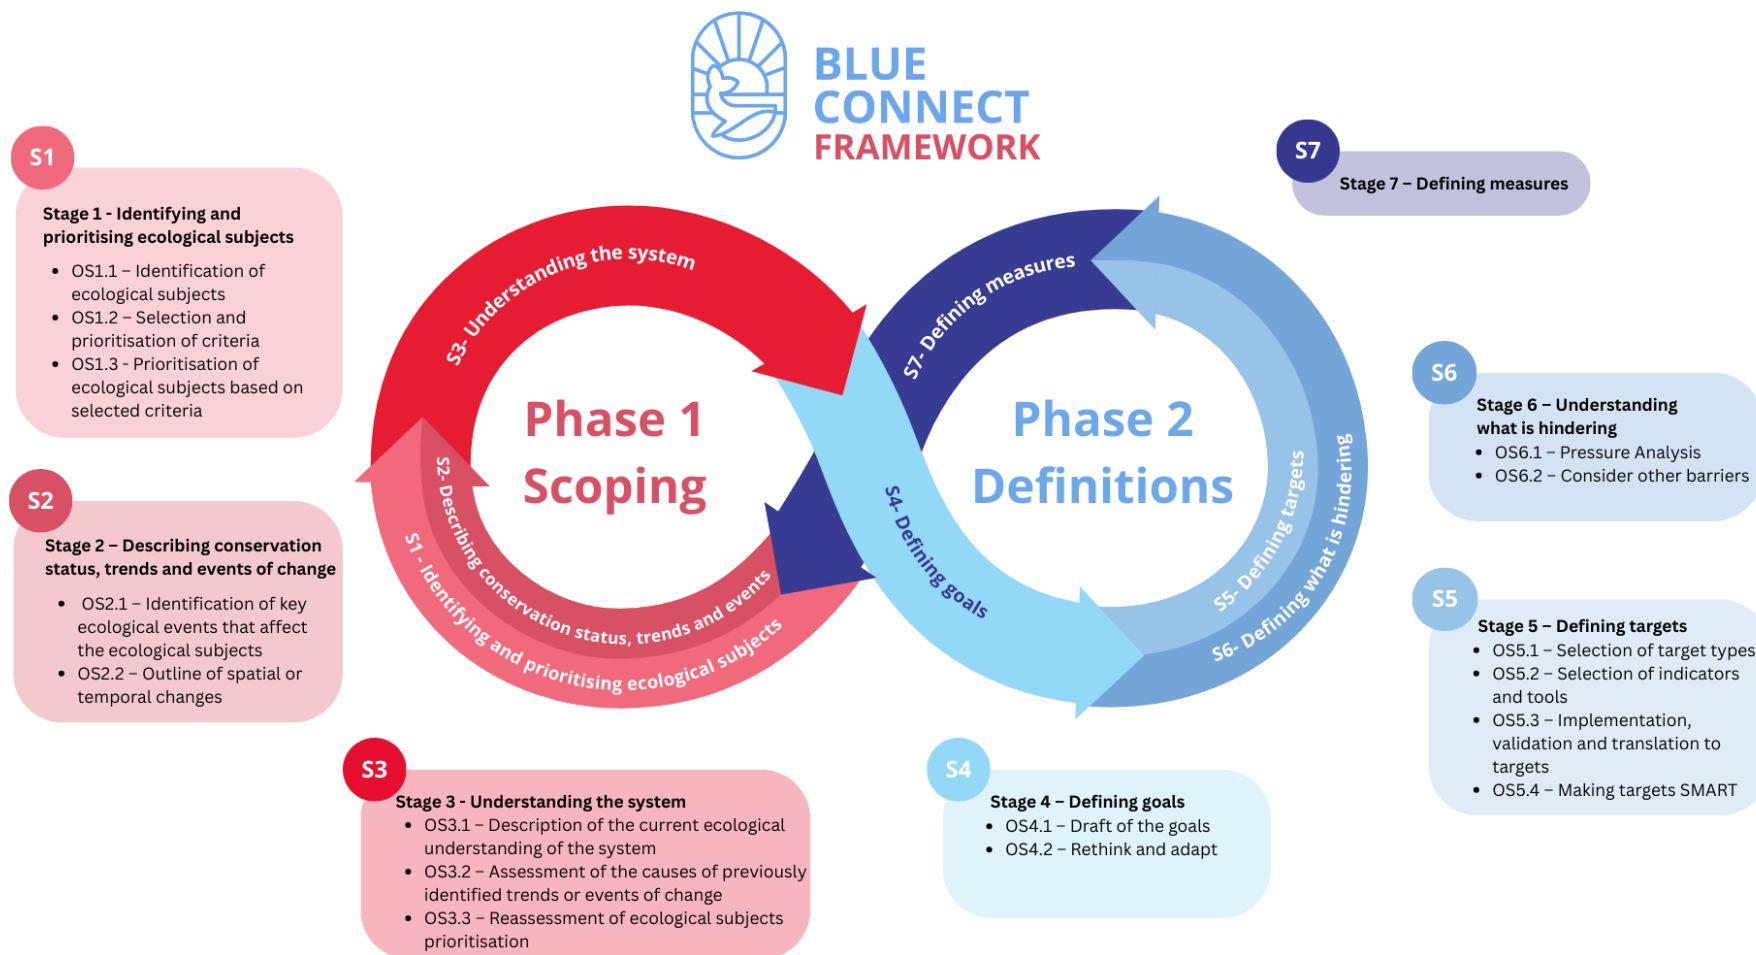 BLUE
CONNECT
FRAMEWORK
S1
Stage 1 - Identifying and
prioritising ecological subjects
• OS1.1 – Identification of
ecological subjects
• OS1.2 – Selection and
prioritisation of criteria
• OS1.3 - Prioritisation of
ecological subjects based on
selected criteria
S2
Stage 2 – Describing conservation
status, trends and events of change
• OS2.1 – Identification of key
ecological events that affect
the ecological subjects
• OS2.2 – Outline of spatial or
temporal changes
S3- Understanding the system
Phase 1
Scoping
S2- Describing conservation status, trends and events
S1 - Identifying and prioritising ecological subjects
S7- Defining measures
Phase 2
Definitions
S4- Defining goals
S5- Defining targets
S6- Defining what is hindering
S3
Stage 3 - Understanding the system
• OS3.1 – Description of the current ecological
understanding of the system
• OS3.2 – Assessment of the causes of previously
identified trends or events of change
• OS3.3 – Reassessment of ecological subjects
prioritisation
S4
Stage 4 – Defining goals
• OS4.1 – Draft of the goals
• OS4.2 – Rethink and adapt
S7
Stage 7 – Defining measures
S6
Stage 6 – Understanding
what is hindering
• OS6.1 – Pressure Analysis
• OS6.2 – Consider other barriers
S5
Stage 5 – Defining targets
• OS5.1 – Selection of target types
• OS5.2 – Selection of indicators
and tools
• OS5.3 – Implementation,
validation and translation to
targets
• OS5.4 – Making targets SMART